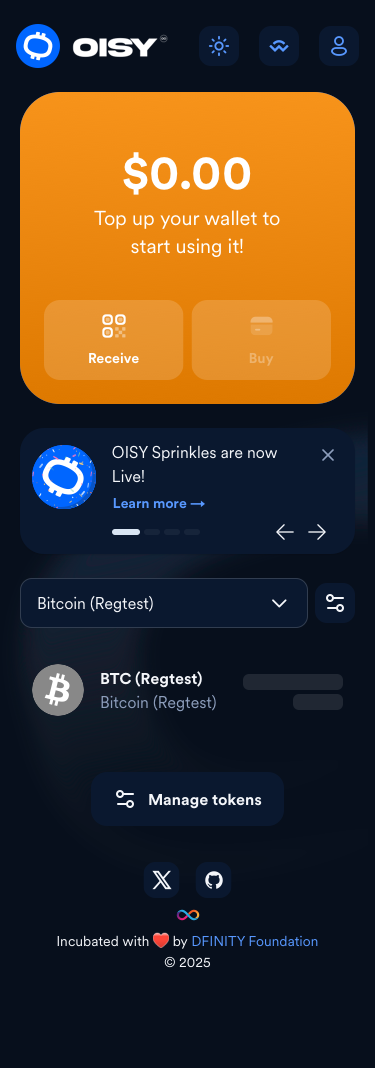 OISY
$0.00
Top up your wallet to
start using it!
Receive
Buy
OISY Sprinkles are now
Live!
Learn more →
Bitcoin (Regtest)
BTC (Regtest)
Bitcoin (Regtest)
Manage tokens
Incubated with ❤️ by DFINITY Foundation
© 2025